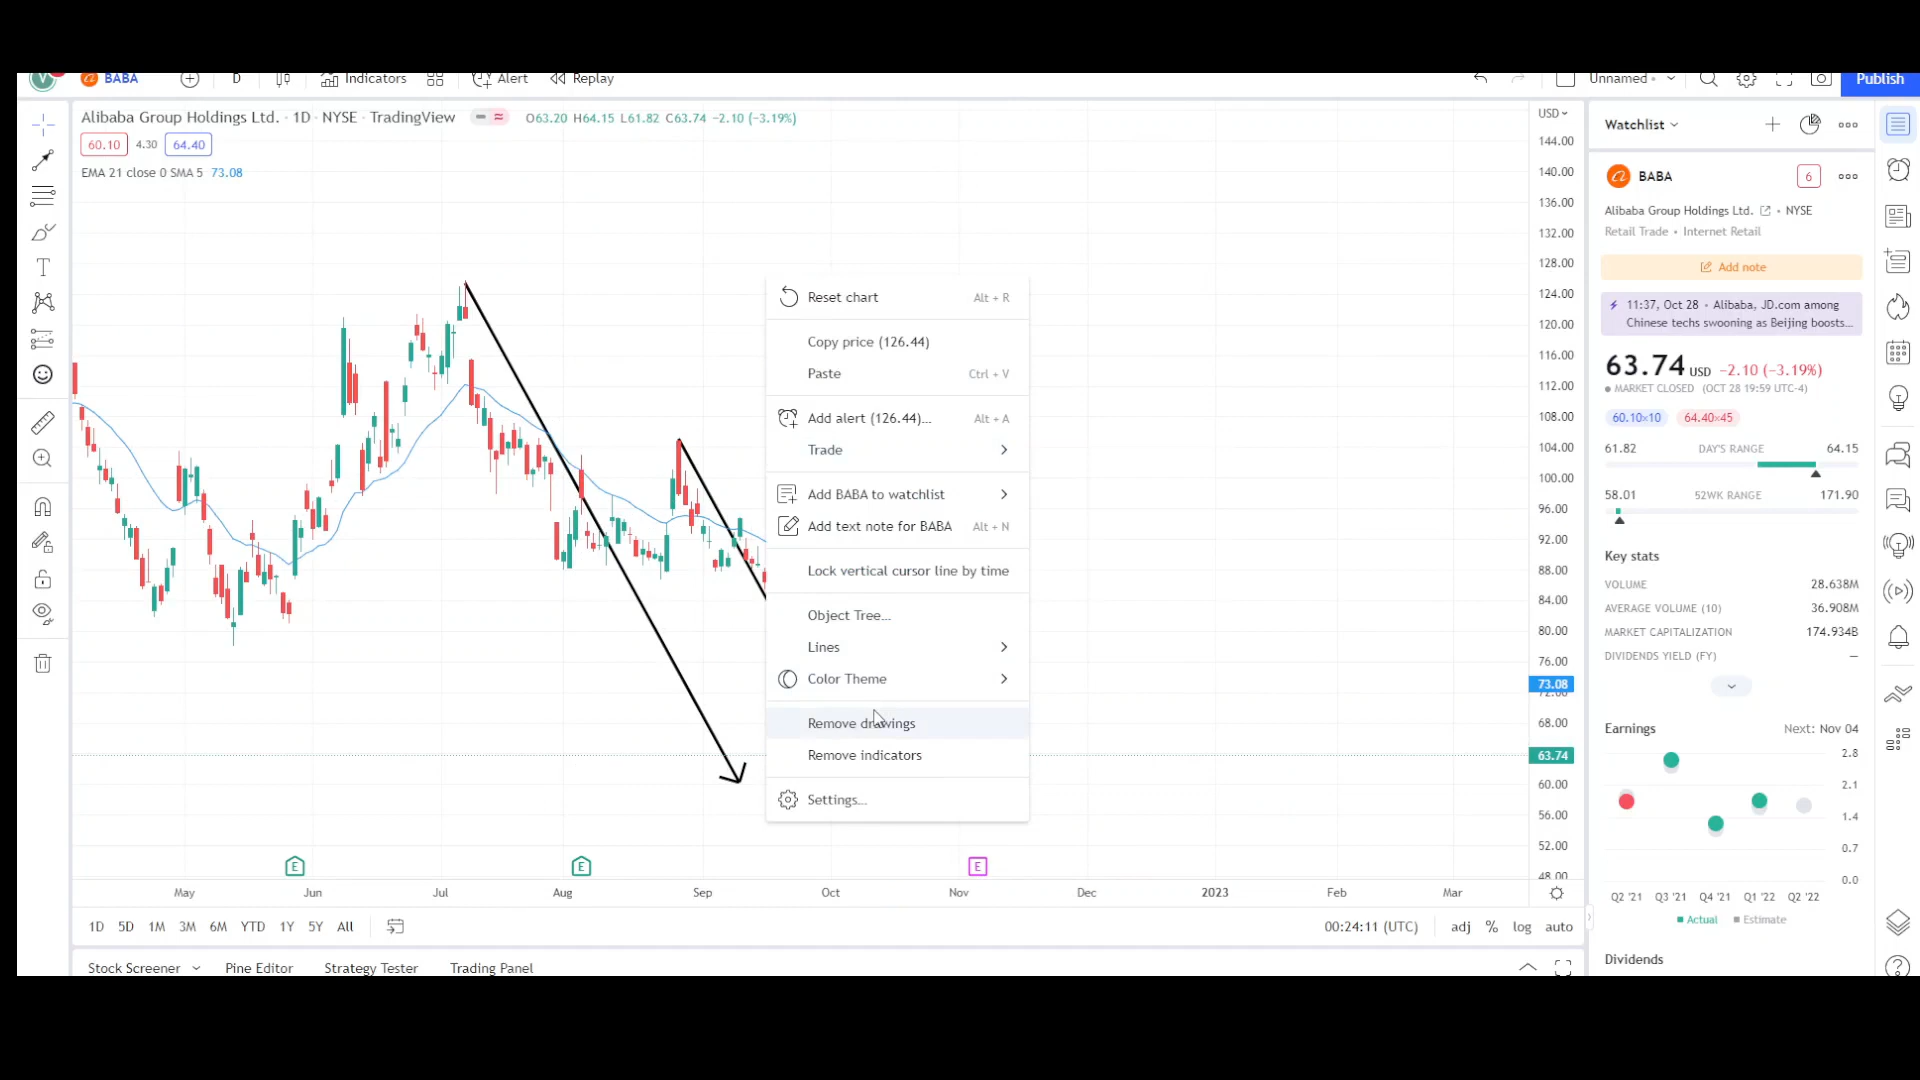 V BABA D Indicators Alert Replay Unnamed Publish
Alibaba Group Holdings Ltd. · 1D · NYSE · TradingView O63.20 H64.15 L61.82 C63.74 −2.10 (−3.19%)
60.10 4.30 64.40
EMA 21 close 0 SMA 5 73.08
USD
144.00
140.00
136.00
132.00
128.00
124.00
120.00
116.00
112.00
108.00
104.00
100.00
96.00
92.00
88.00
84.00
80.00
76.00
73.08
72.00
68.00
63.74
60.00
56.00
52.00
48.00
Reset chart Alt + R
Copy price (126.44)
Paste Ctrl + V
Add alert (126.44)... Alt + A
Trade
Add BABA to watchlist
Add text note for BABA Alt + N
Lock vertical cursor line by time
Object Tree...
Lines
Color Theme
Remove drawings
Remove indicators
Settings...
E E E
May Jun Jul Aug Sep Oct Nov Dec 2023 Feb Mar
1D 5D 1M 3M 6M YTD 1Y 5Y All 00:24:11 (UTC) adj % log auto
Stock Screener Pine Editor Strategy Tester Trading Panel
Watchlist
BABA 6
Alibaba Group Holdings Ltd. • NYSE
Retail Trade • Internet Retail
Add note
11:37, Oct 28 • Alibaba, JD.com among
Chinese techs swooning as Beijing boosts...
63.74 USD −2.10 (−3.19%)
MARKET CLOSED (OCT 28 19:59 UTC-4)
60.10×10 64.40×45
61.82 DAY'S RANGE 64.15
58.01 52WK RANGE 171.90
Key stats
VOLUME 28.638M
AVERAGE VOLUME (10) 36.908M
MARKET CAPITALIZATION 174.934B
DIVIDENDS YIELD (FY) —
Earnings Next: Nov 04
2.8
2.1
1.4
0.7
0.0
Q2 '21 Q3 '21 Q4 '21 Q1 '22 Q2 '22
Actual Estimate
Dividends